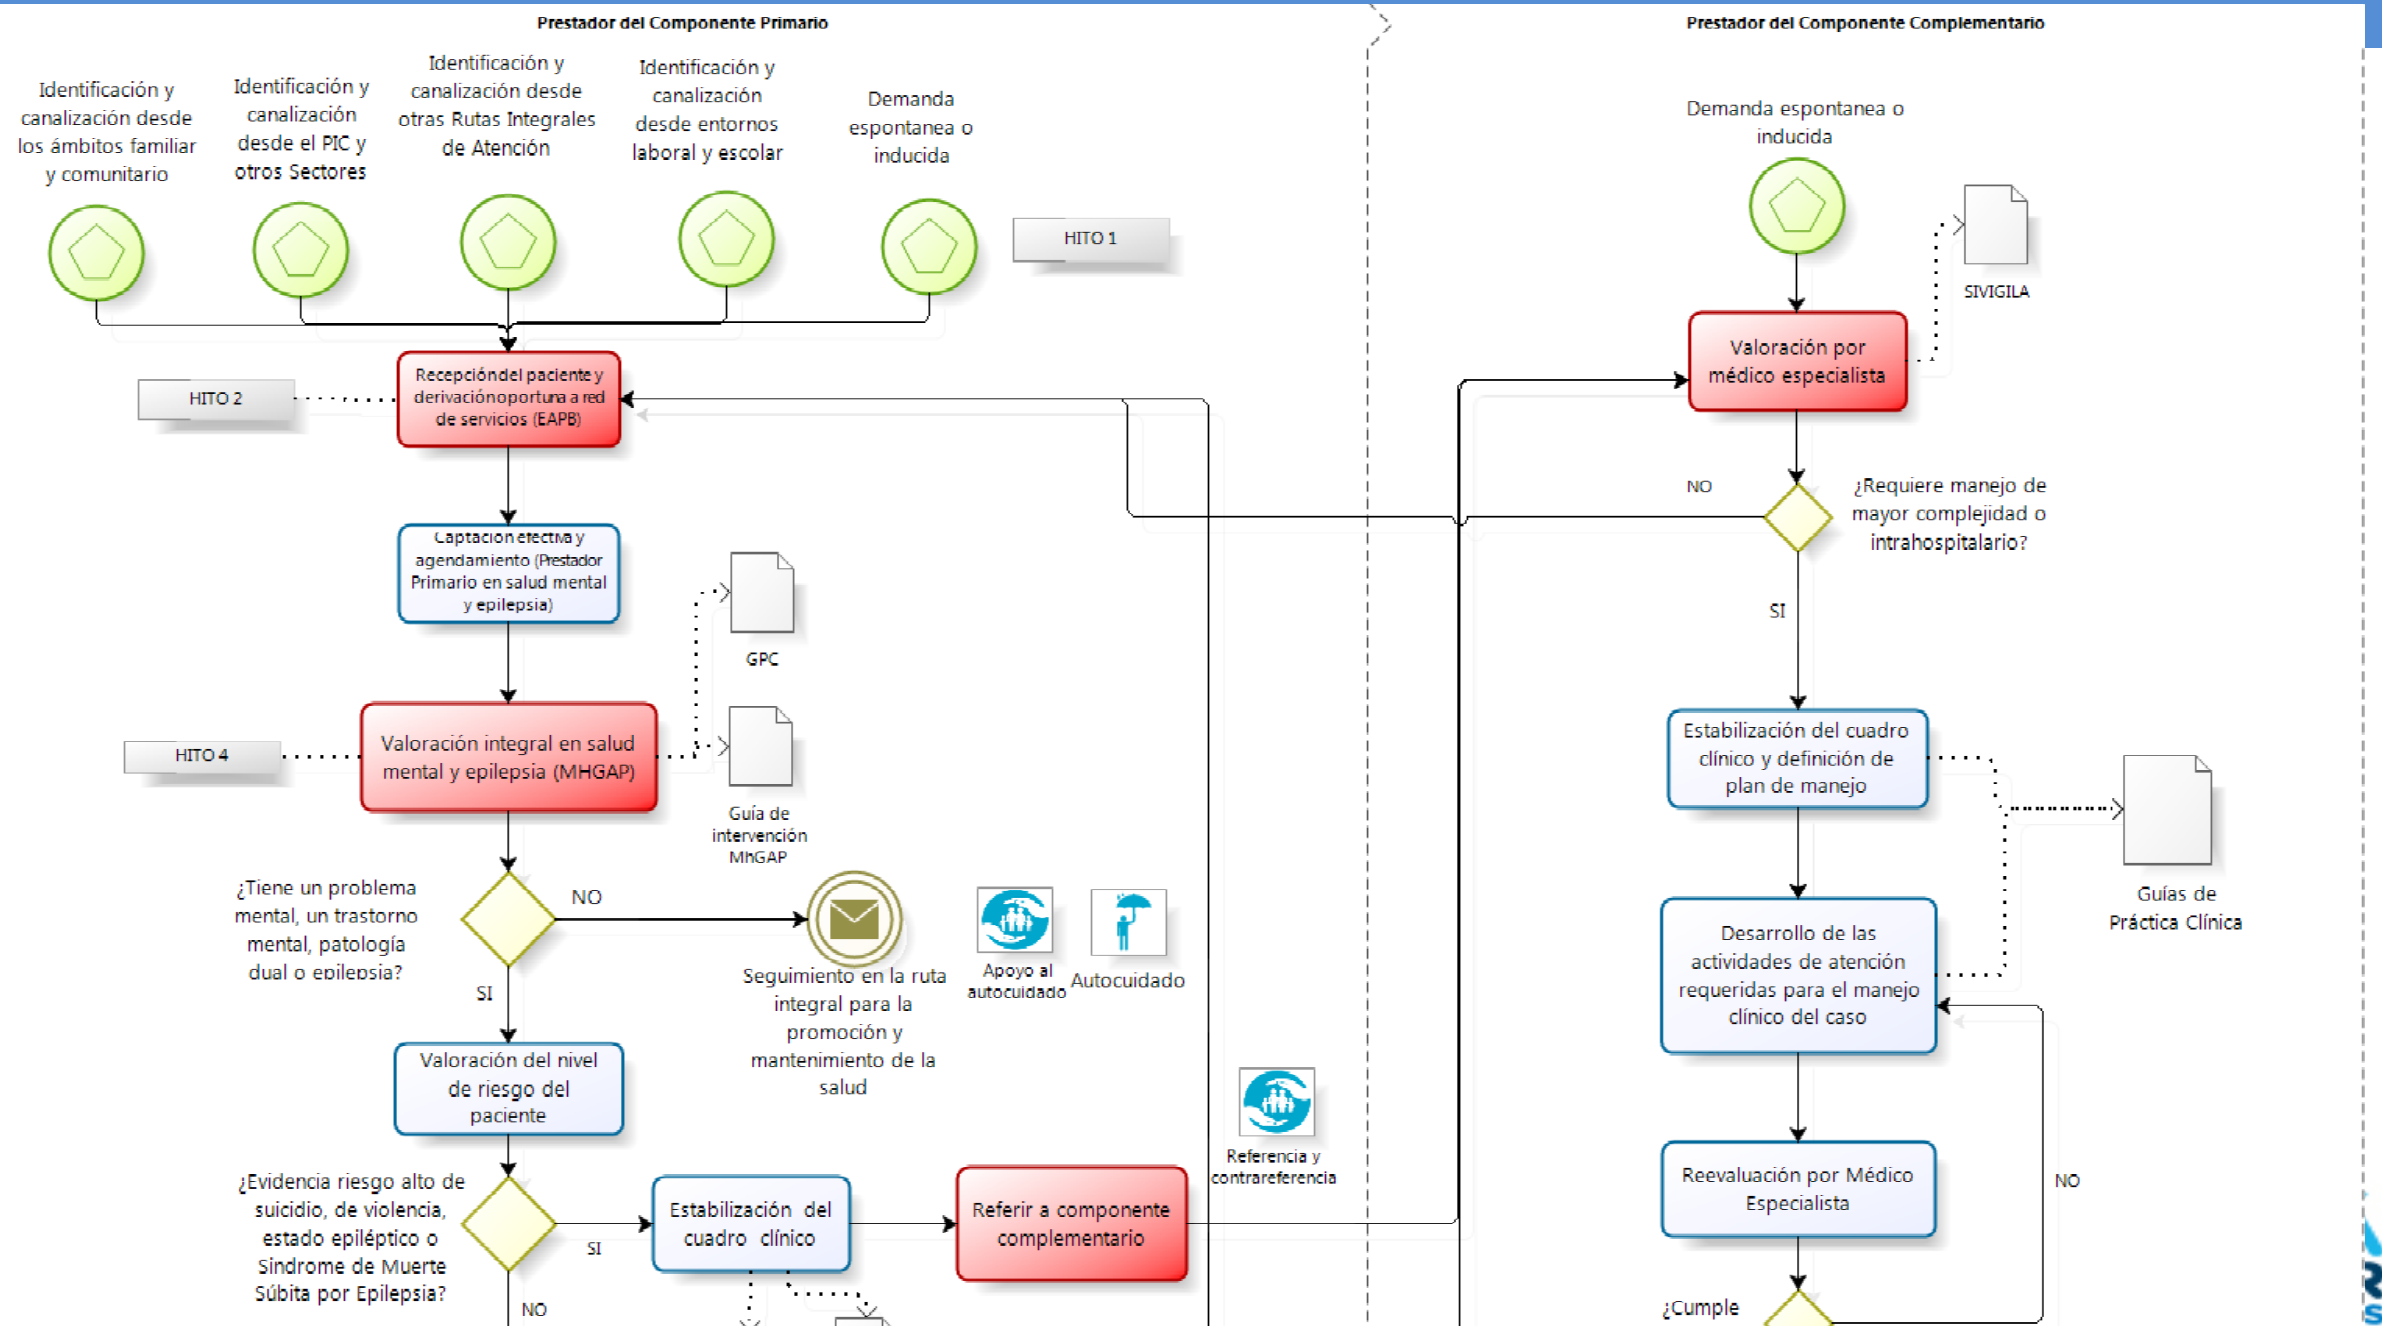 Prestador del Componente Primario
Prestador del Componente Complementario
Identificación y
canalización desde
los ámbitos familiar
y comunitario
Identificación y
canalización
desde el PIC y
otros Sectores
Identificación y
canalización desde
otras Rutas Integrales
de Atención
Identificación y
canalización
desde entornos
laboral y escolar
Demanda
espontanea o
inducida
HITO 1
Demanda espontanea o
inducida
SIVIGILA
Recepción del paciente y
derivación oportuna a red
de servicios (EAPB)
HITO 2
Valoración por
médico especialista
NO
¿Requiere manejo de
mayor complejidad o
intrahospitalario?
SI
Captación efectiva y
agendamiento (Prestador
Primario en salud mental
y epilepsia)
GPC
HITO 4
Valoración integral en salud
mental y epilepsia (MHGAP)
Guía de
intervención
MhGAP
Estabilización del cuadro
clínico y definición de
plan de manejo
Guías de
Práctica Clínica
¿Tiene un problema
mental, un trastorno
mental, patología
dual o epilepsia?
NO
SI
Seguimiento en la ruta
integral para la
promoción y
mantenimiento de la
salud
Apoyo al
autocuidado
Autocuidado
Desarrollo de las
actividades de atención
requeridas para el manejo
clínico del caso
Valoración del nivel
de riesgo del
paciente
Referencia y
contrareferencia
Reevaluación por Médico
Especialista
NO
¿Evidencia riesgo alto de
suicidio, de violencia,
estado epiléptico o
Sindrome de Muerte
Súbita por Epilepsia?
SI
NO
Estabilización del
cuadro clínico
Referir a componente
complementario
¿Cumple